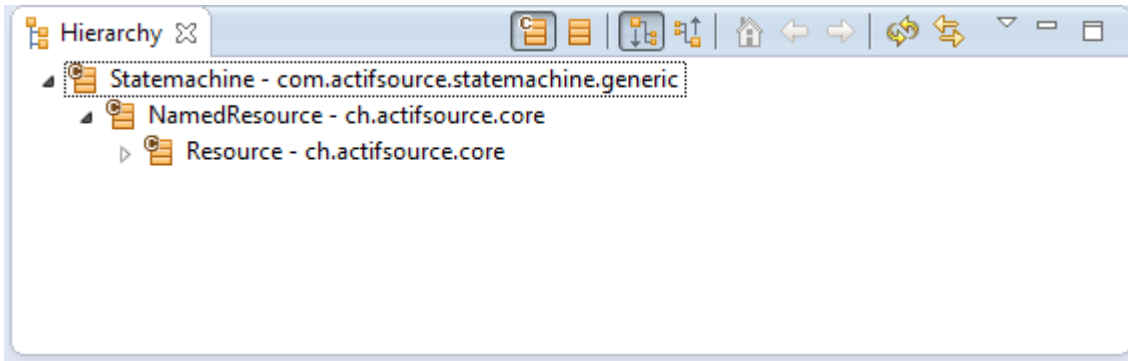 Hierarchy
Statemachine - com.actifsource.statemachine.generic
NamedResource - ch.actifsource.core
Resource - ch.actifsource.core